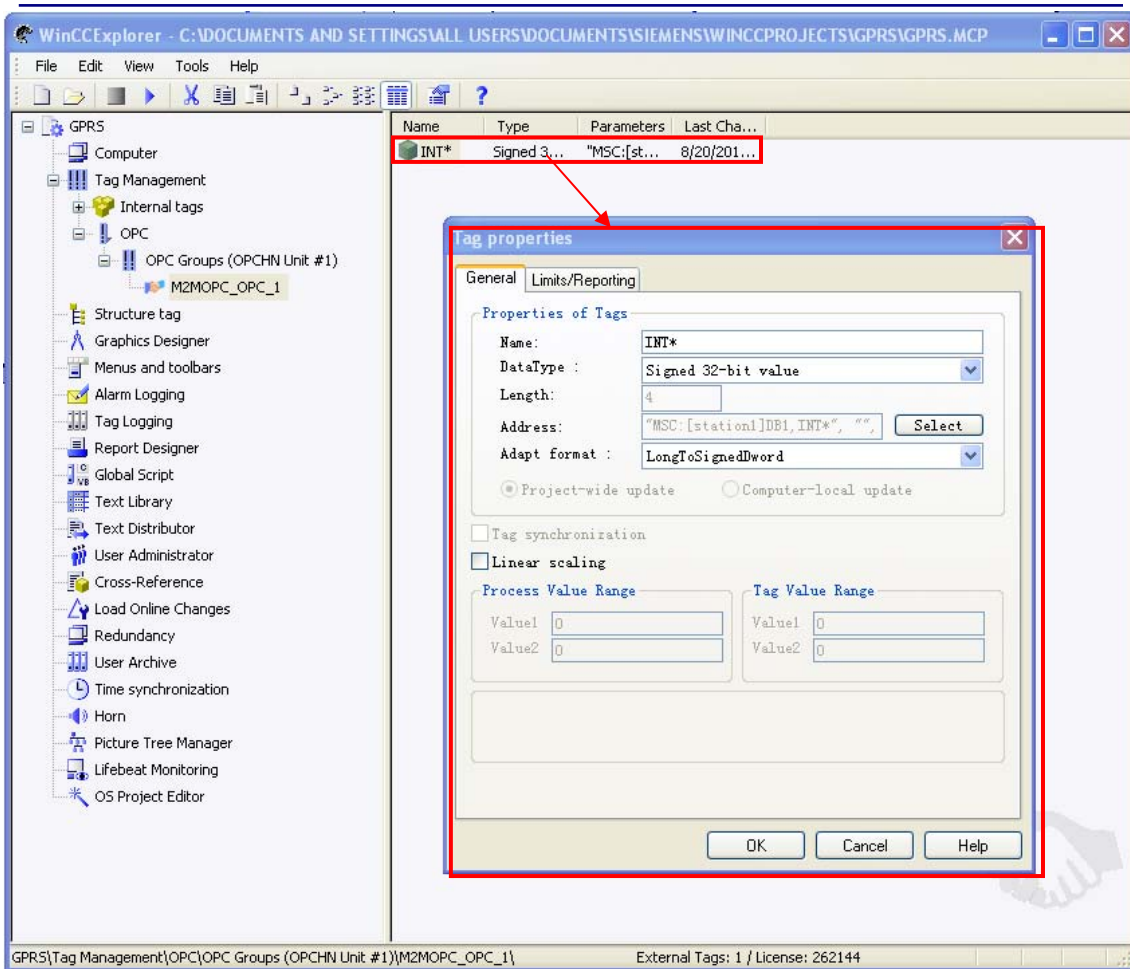 WinCCExplorer - C:\DOCUMENTS AND SETTINGS\ALL USERS\DOCUMENTS\SIEMENS\WINCCPROJECTS\GPRS\GPRS.MCP
File Edit View Tools Help
GPRS
Computer
Tag Management
Internal tags
OPC
OPC Groups (OPCHN Unit #1)
M2MOPC_OPC_1
Structure tag
Graphics Designer
Menus and toolbars
Alarm Logging
Tag Logging
Report Designer
Global Script
Text Library
Text Distributor
User Administrator
Cross-Reference
Load Online Changes
Redundancy
User Archive
Time synchronization
Horn
Picture Tree Manager
Lifebeat Monitoring
OS Project Editor
Name Type Parameters Last Cha...
INT* Signed 3... "MSC:[st... 8/20/201...
Tag properties
General Limits/Reporting
Properties of Tags
Name: INT*
DataType : Signed 32-bit value
Length: 4
Address: "MSC:[station1]DB1,INT*", "", Select
Adapt format : LongToSignedDword
Project-wide update Computer-local update
Tag synchronization
Linear scaling
Process Value Range Tag Value Range
Value1 0 Value1 0
Value2 0 Value2 0
OK Cancel Help
GPRS\Tag Management\OPC\OPC Groups (OPCHN Unit #1)\M2MOPC_OPC_1\ External Tags: 1 / License: 262144